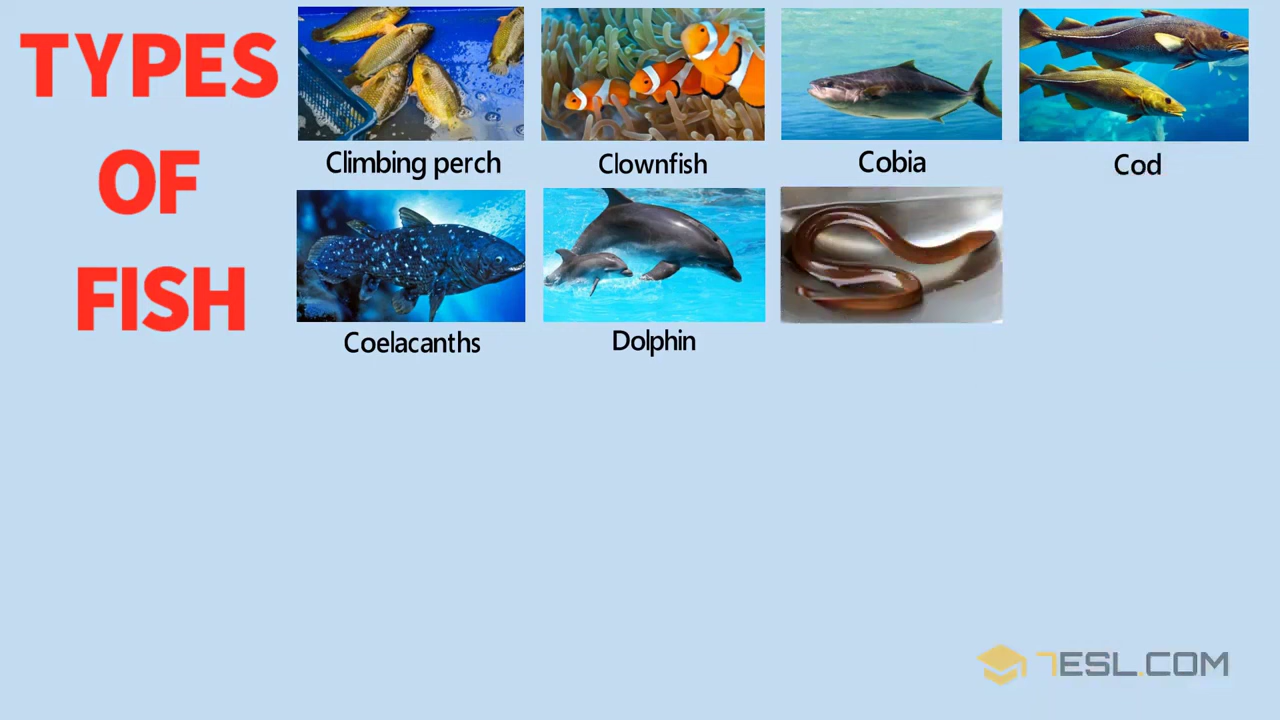 TYPES
OF
FISH
Climbing perch
Clownfish
Cobia
Cod
Coelacanths
Dolphin
7ESL.COM